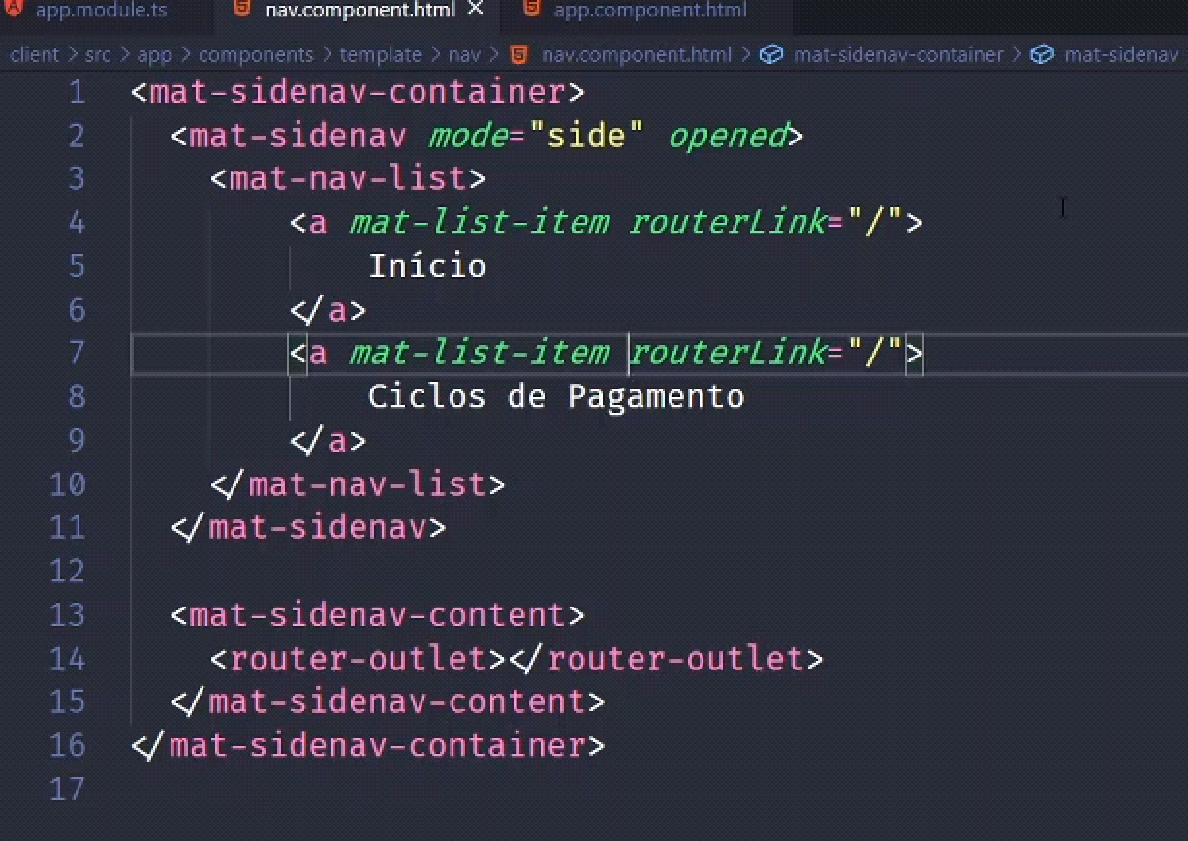 app.module.ts nav.component.html app.component.html
client > src > app > components > template > nav > nav.component.html > mat-sidenav-container > mat-sidenav
1 <mat-sidenav-container>
2 <mat-sidenav mode="side" opened>
3 <mat-nav-list>
4 <a mat-list-item routerLink="/">
5 Início
6 </a>
7 <a mat-list-item routerLink="/">
8 Ciclos de Pagamento
9 </a>
10 </mat-nav-list>
11 </mat-sidenav>
12
13 <mat-sidenav-content>
14 <router-outlet></router-outlet>
15 </mat-sidenav-content>
16 </mat-sidenav-container>
17